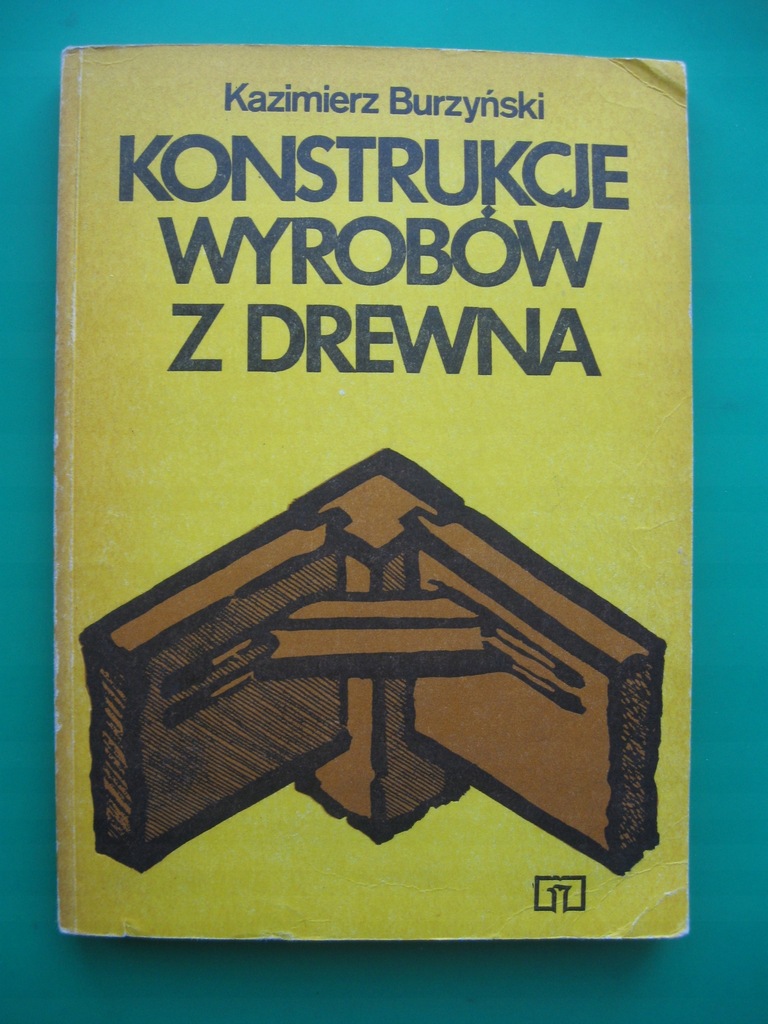 Kazimierz Burzyński
KONSTRUKCJE
WYROBÓW
Z DREWNA